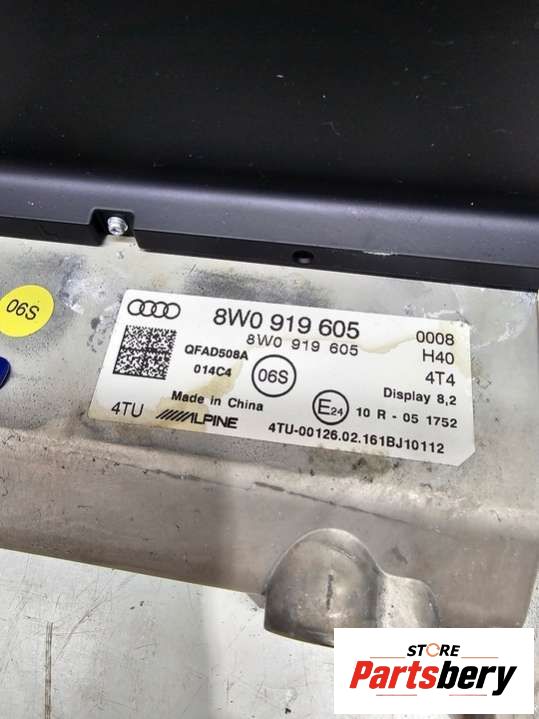 06S
8W0 919 605
8W0 919 605
0008
H40
4T4
Display 8,2
QFAD508A
014C4
06S
Made in China
E24
10 R - 05 1752
4TU
ALPINE
4TU-00126.02.161BJ10112
STORE
Partsbery